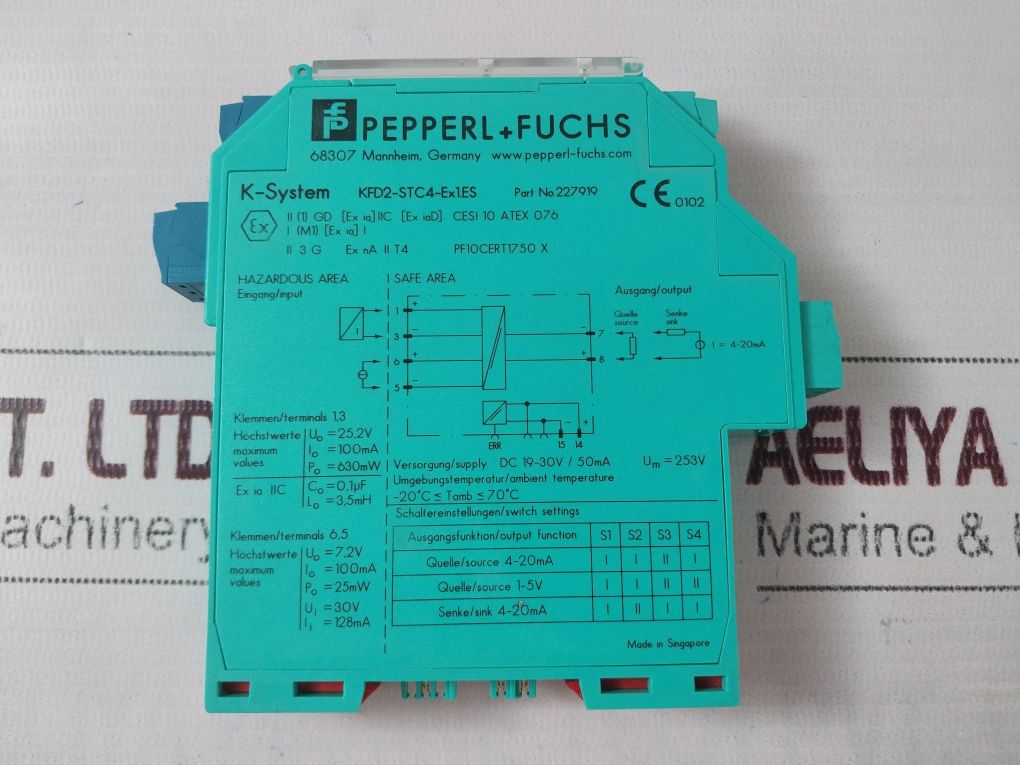 PEPPERL+FUCHS
68307 Mannheim, Germany www.pepperl-fuchs.com
K-System KFD2-STC4-Ex1.ES Part No.227919 CE 0102
Ex II (1) GD [Ex ia]IIC [Ex iaD] CESI 10 ATEX 076
I (M1) [Ex ia] I
II 3 G Ex nA II T4 PF10CERT1750 X
HAZARDOUS AREA SAFE AREA
Eingang/input Ausgang/output
Quelle Senke
source sink
I
1 +
3 −
6 +
5 −
− 7
+ 8
I = 4-20mA
ERR − +
15 14
Klemmen/terminals 1,3
Höchstwerte Uo = 25,2V
maximum Io = 100mA
values Po = 630mW
Ex ia IIC Co = 0,1µF
Lo = 3,5mH
Klemmen/terminals 6,5
Höchstwerte Uo = 7,2V
maximum Io = 100mA
values Po = 25mW
Ui = 30V
Ii = 128mA
Versorgung/supply : DC 19-30V / 50mA Um = 253V
Umgebungstemperatur/ambient temperature :
-20°C ≤ Tamb ≤ 70°C
Schaltereinstellungen/switch settings
Ausgangsfunktion/output function S1 S2 S3 S4
Quelle/source 4-20mA I I II I
Quelle/source 1-5V I I II II
Senke/sink 4-20mA I II I I
Made in Singapore
T. LTD
achinery
AELIYA
Marine &